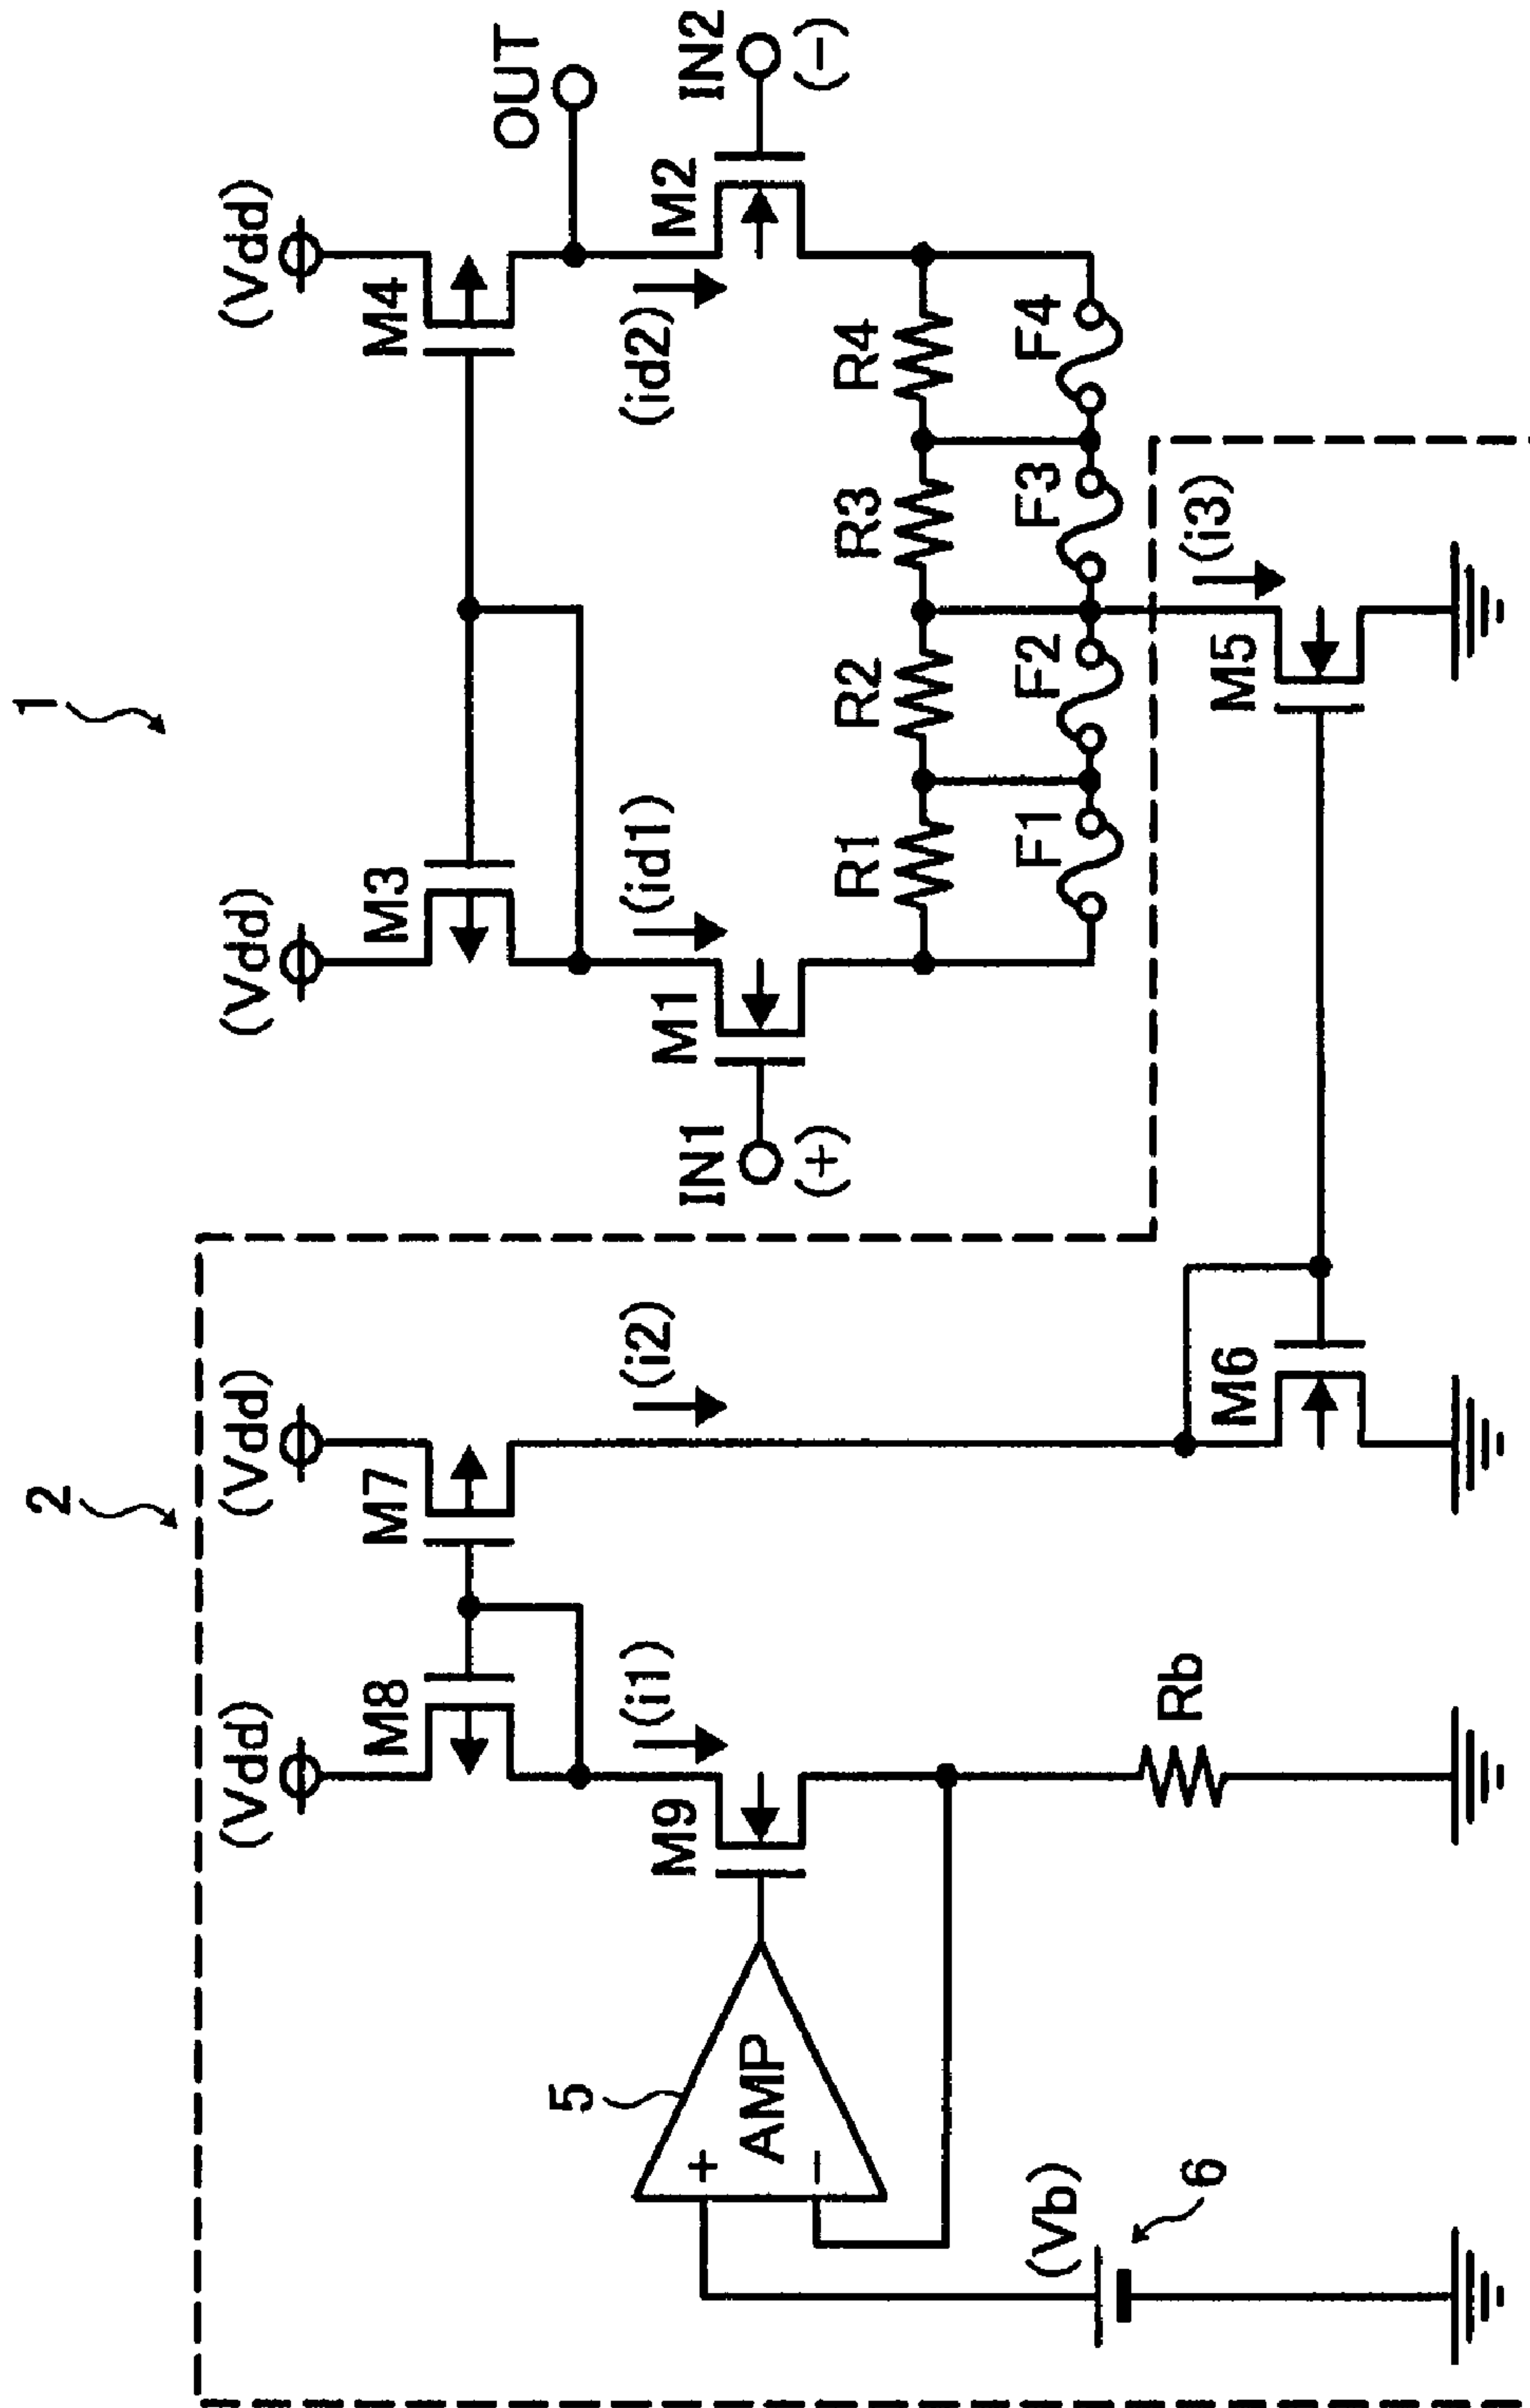 1
2
(Vdd)
(Vdd)
(Vdd)
(Vdd)
M8
M7
M3
M4
OUT
(i1)
(i2)
(id1)
(id2)
5
AMP
+
−
M9
IN1
(+)
M1
M2
IN2
(−)
R1
R2
R3
R4
F1
F2
F3
F4
(Vb)
6
Rb
M6
M5
(i3)